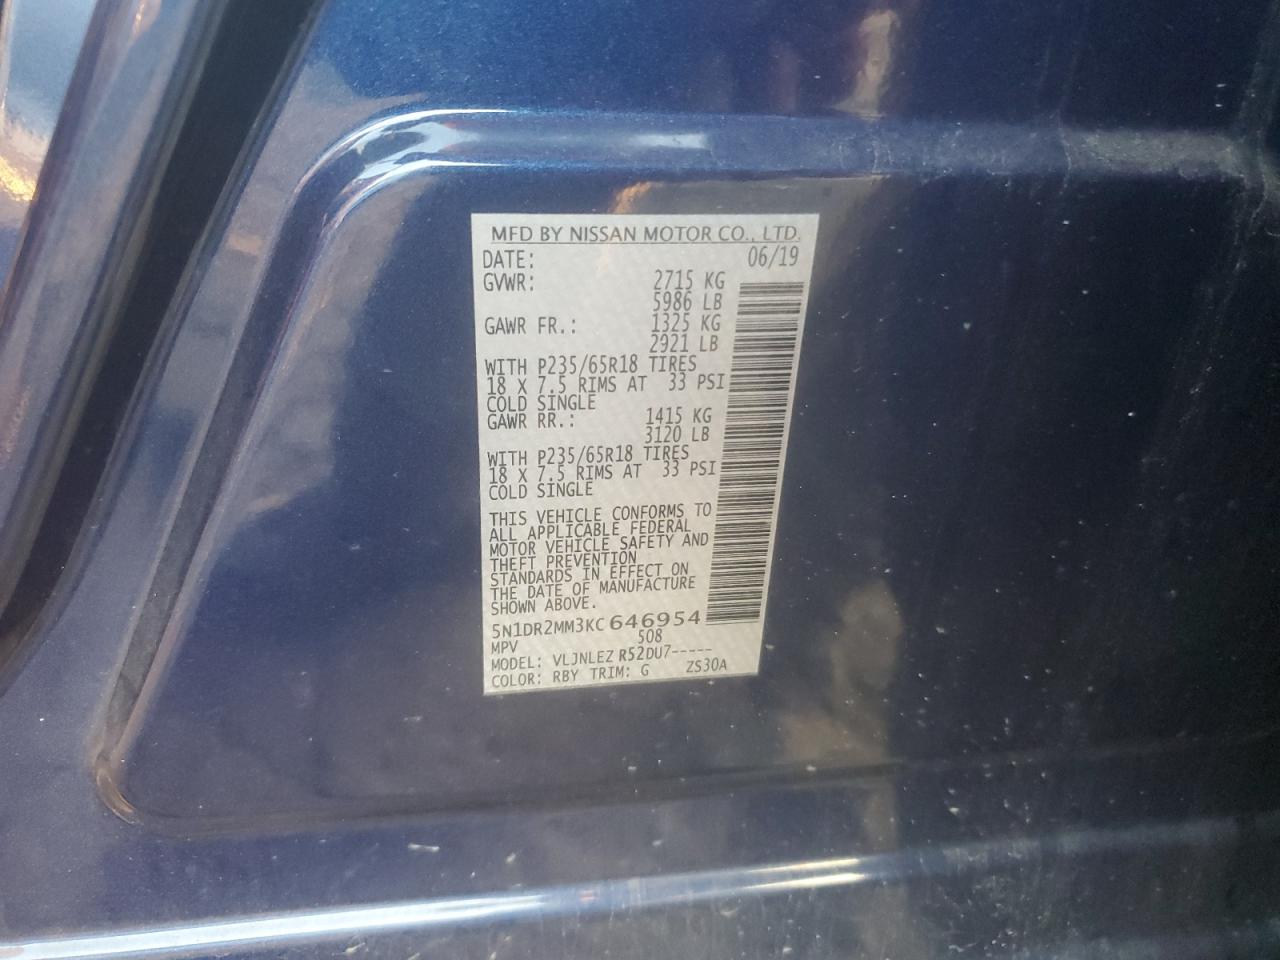 MFD BY NISSAN MOTOR CO., LTD.
DATE: 06/19
GVWR: 2715 KG
5986 LB
GAWR FR.: 1325 KG
2921 LB
WITH P235/65R18 TIRES
18 X 7.5 RIMS AT 33 PSI
COLD SINGLE
GAWR RR.: 1415 KG
3120 LB
WITH P235/65R18 TIRES
18 X 7.5 RIMS AT 33 PSI
COLD SINGLE
THIS VEHICLE CONFORMS TO
ALL APPLICABLE FEDERAL
MOTOR VEHICLE SAFETY AND
THEFT PREVENTION
STANDARDS IN EFFECT ON
THE DATE OF MANUFACTURE
SHOWN ABOVE.
5N1DR2MM3KC646954
MPV 508
MODEL: VLJNLEZ R52DU7-----
COLOR: RBY TRIM: G ZS30A